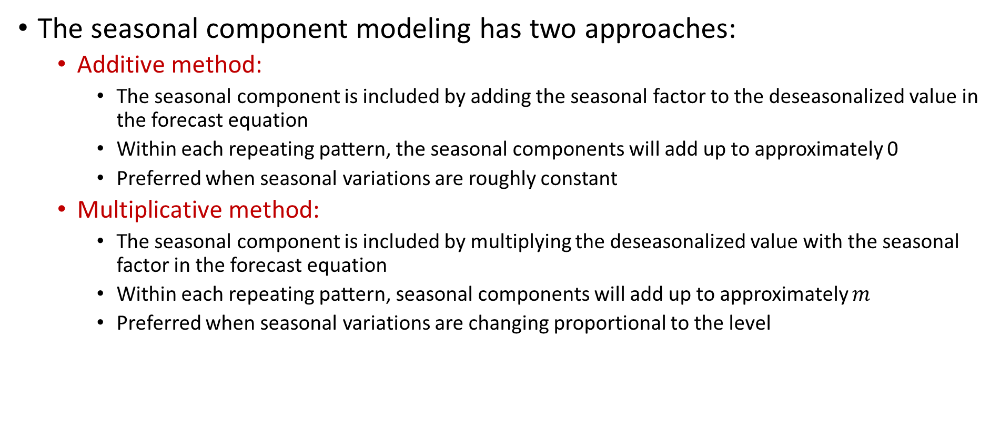 • The seasonal component modeling has two approaches:
• Additive method:
• The seasonal component is included by adding the seasonal factor to the deseasonalized value in
the forecast equation
• Within each repeating pattern, the seasonal components will add up to approximately 0
• Preferred when seasonal variations are roughly constant
• Multiplicative method:
• The seasonal component is included by multiplying the deseasonalized value with the seasonal
factor in the forecast equation
• Within each repeating pattern, seasonal components will add up to approximately 𝑚
• Preferred when seasonal variations are changing proportional to the level